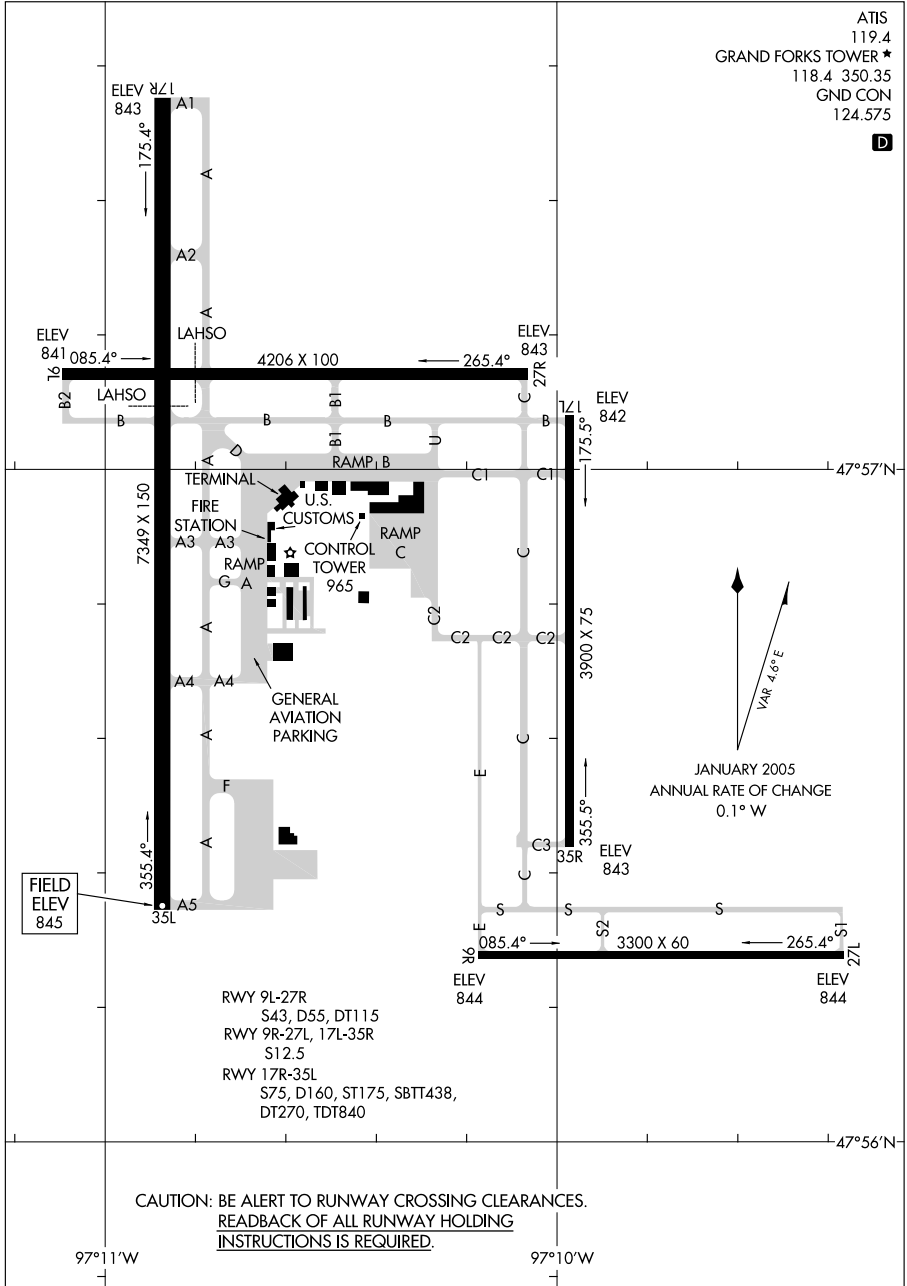 ATIS
119.4
GRAND FORKS TOWER ★
118.4 350.35
GND CON
124.575
D
ELEV
843
17R
A1
175.4°
A
A2
A
LAHSO
ELEV
841
085.4°
4206 X 100
265.4°
ELEV
843
9L
27R
LAHSO
B2
B1
C
17L
ELEV
842
B
B
B
B
A
D
B1
U
175.5°
RAMP B
C1
C1
47°57'N
TERMINAL
U.S.
CUSTOMS
FIRE
STATION
7349 X 150
A3
A3
RAMP
A
CONTROL
TOWER
965
RAMP
C
C
G
A
C2
C2
C2
C2
3900 X 75
VAR 4.6° E
A4
A4
GENERAL
AVIATION
PARKING
A
C
E
JANUARY 2005
ANNUAL RATE OF CHANGE
0.1° W
F
355.4°
A
355.5°
C3
35R
ELEV
843
C
FIELD
ELEV
845
A5
35L
S
S
S
E
S2
S1
9R
085.4°
3300 X 60
265.4°
27L
ELEV
844
ELEV
844
RWY 9L-27R
S43, D55, DT115
RWY 9R-27L, 17L-35R
S12.5
RWY 17R-35L
S75, D160, ST175, SBTT438,
DT270, TDT840
47°56'N
CAUTION: BE ALERT TO RUNWAY CROSSING CLEARANCES.
READBACK OF ALL RUNWAY HOLDING
INSTRUCTIONS IS REQUIRED.
97°11'W
97°10'W